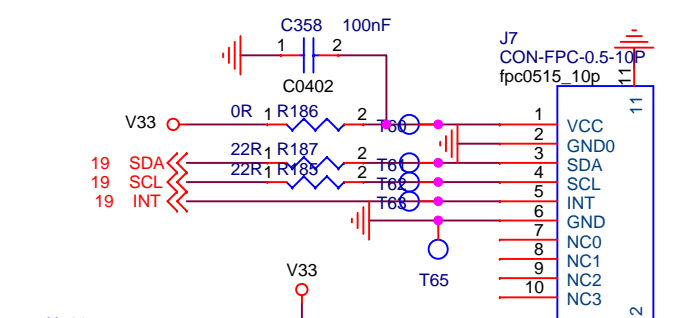 C358 100nF
1 2
C0402
J7
CON-FPC-0.5-10P
fpc0515_10p
11
11
V33 0R 1 R186 2 T60 1 VCC
2 GND0
19 SDA 22R 1 R187 2 T61 3 SDA
19 SCL 22R 1 R185 2 T62 4 SCL
19 INT T63 5 INT
6 GND
7 NC0
8 NC1
9 NC2
10 NC3
T65
V33
2